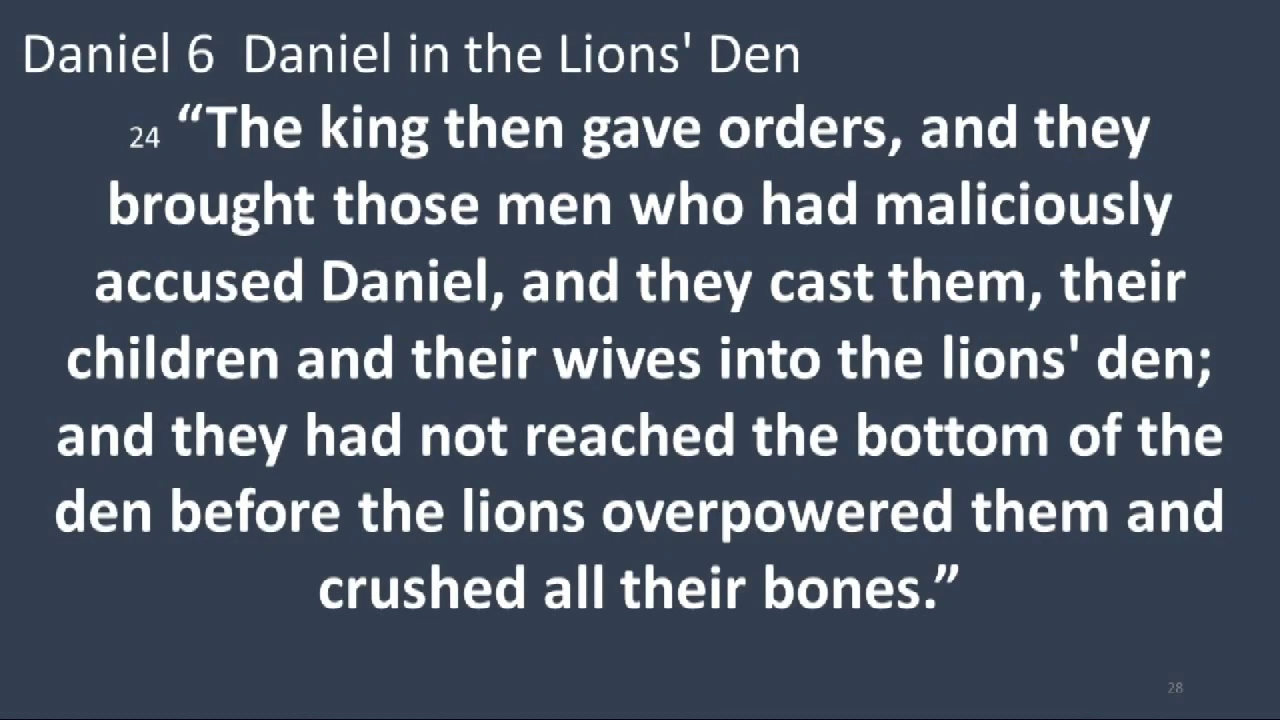 Daniel 6  Daniel in the Lions' Den
24 “The king then gave orders, and they
brought those men who had maliciously
accused Daniel, and they cast them, their
children and their wives into the lions' den;
and they had not reached the bottom of the
den before the lions overpowered them and
crushed all their bones.”
28